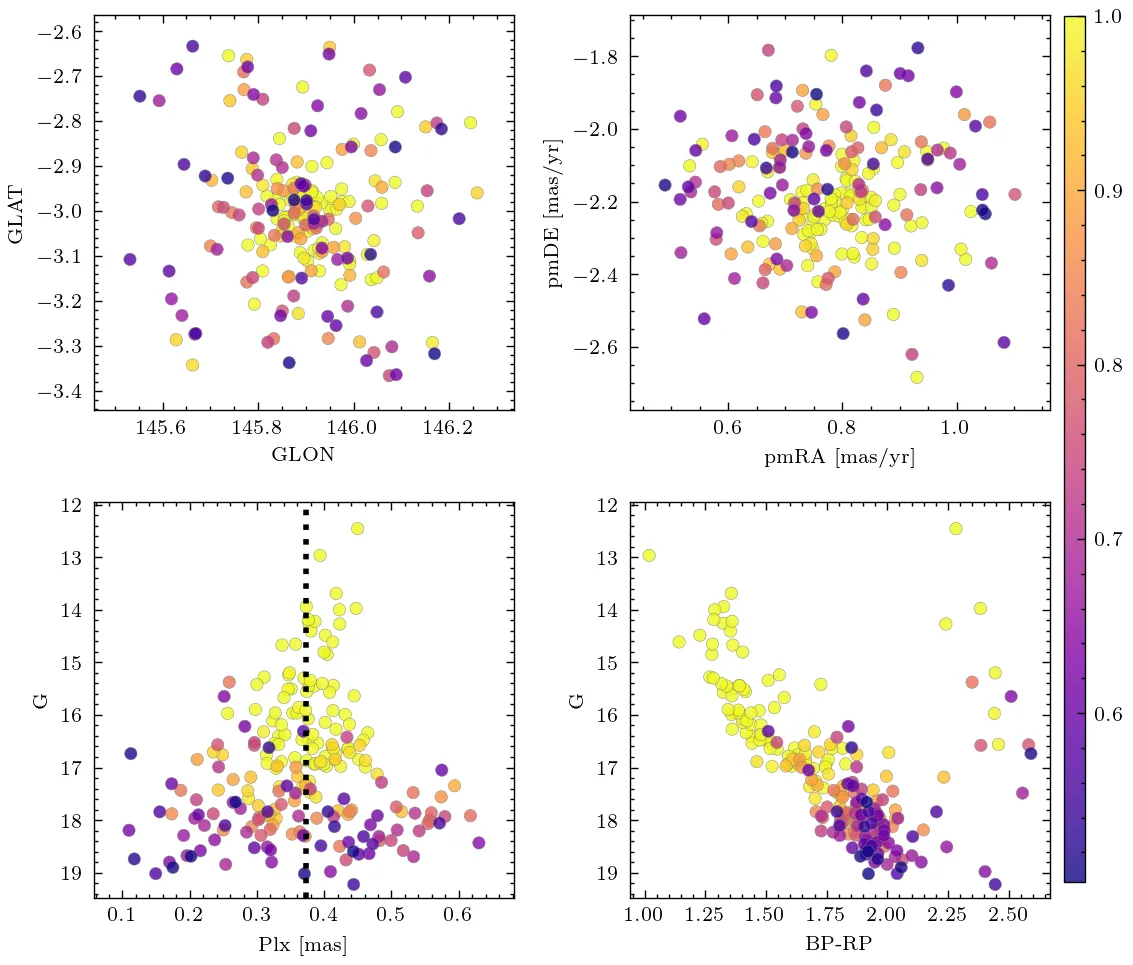 −2.6
−2.7
−2.8
−2.9
−3.0
−3.1
−3.2
−3.3
−3.4
GLAT
145.6 145.8 146.0 146.2
GLON
−1.8
−2.0
−2.2
−2.4
−2.6
pmDE [mas/yr]
0.6 0.8 1.0
pmRA [mas/yr]
12
13
14
15
16
17
18
19
G
0.1 0.2 0.3 0.4 0.5 0.6
Plx [mas]
12
13
14
15
16
17
18
19
G
1.00 1.25 1.50 1.75 2.00 2.25 2.50
BP-RP
1.0
0.9
0.8
0.7
0.6